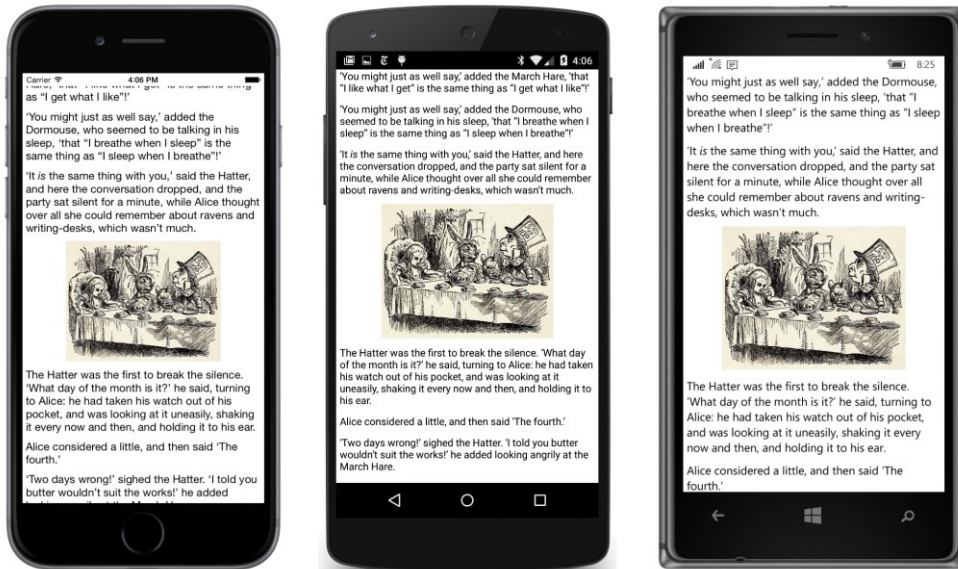 Carrier 4:06 PM
Hare, 'that "I like what I get" is the same thing
as "I get what I like"!'
'You might just as well say,' added the
Dormouse, who seemed to be talking in his
sleep, 'that "I breathe when I sleep" is the
same thing as "I sleep when I breathe"!'
'It is the same thing with you,' said the Hatter,
and here the conversation dropped, and the
party sat silent for a minute, while Alice thought
over all she could remember about ravens and
writing-desks, which wasn't much.
The Hatter was the first to break the silence.
'What day of the month is it?' he said, turning
to Alice: he had taken his watch out of his
pocket, and was looking at it uneasily, shaking
it every now and then, and holding it to his ear.
Alice considered a little, and then said 'The
fourth.'
'Two days wrong!' sighed the Hatter. 'I told you
butter wouldn't suit the works!' he added
4:06
'You might just as well say,' added the March Hare, 'that
"I like what I get" is the same thing as "I get what I like"!'
'You might just as well say,' added the Dormouse, who
seemed to be talking in his sleep, 'that "I breathe when I
sleep" is the same thing as "I sleep when I breathe"!'
'It is the same thing with you,' said the Hatter, and here
the conversation dropped, and the party sat silent for a
minute, while Alice thought over all she could remember
about ravens and writing-desks, which wasn't much.
The Hatter was the first to break the silence. 'What day
of the month is it?' he said, turning to Alice: he had taken
his watch out of his pocket, and was looking at it
uneasily, shaking it every now and then, and holding it to
his ear.
Alice considered a little, and then said 'The fourth.'
'Two days wrong!' sighed the Hatter. 'I told you butter
wouldn't suit the works!' he added looking angrily at the
March Hare.
8:25
'You might just as well say,' added the Dormouse,
who seemed to be talking in his sleep, 'that "I
breathe when I sleep" is the same thing as "I sleep
when I breathe"!'
'It is the same thing with you,' said the Hatter, and
here the conversation dropped, and the party sat
silent for a minute, while Alice thought over all
she could remember about ravens and writing-
desks, which wasn't much.
The Hatter was the first to break the silence.
'What day of the month is it?' he said, turning to
Alice: he had taken his watch out of his pocket,
and was looking at it uneasily, shaking it every
now and then, and holding it to his ear.
Alice considered a little, and then said 'The
fourth.'